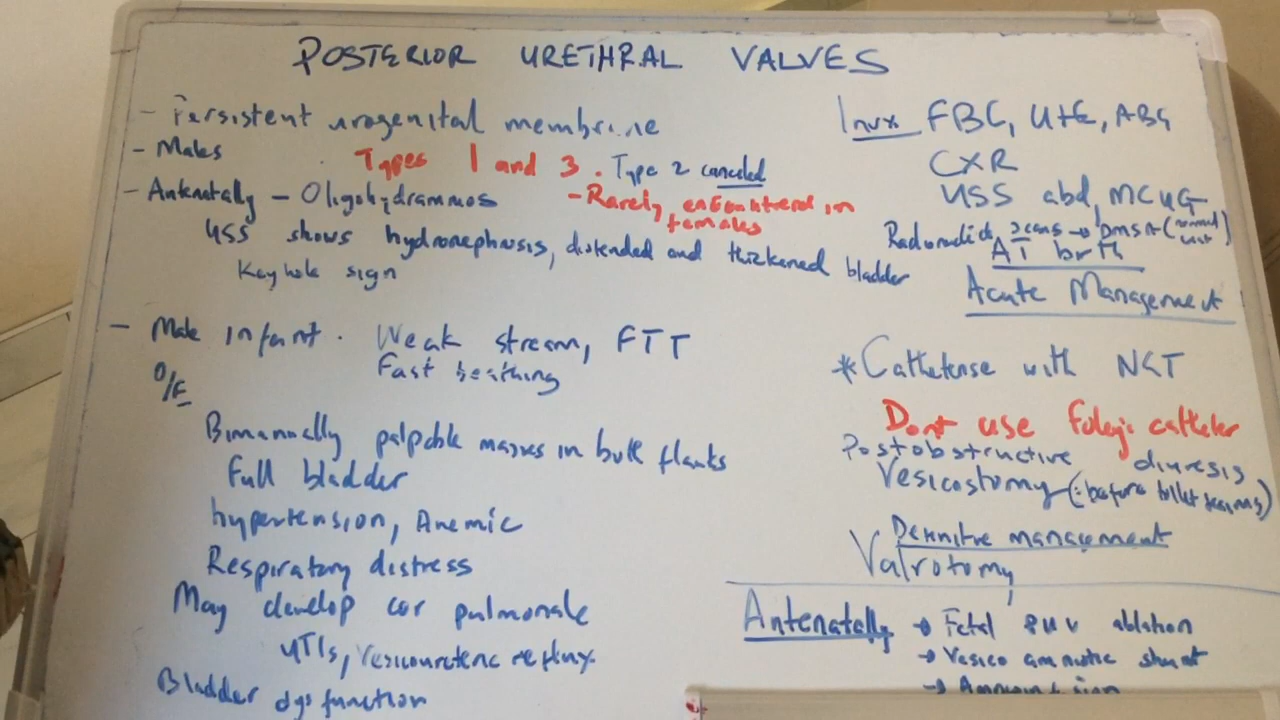 POSTERIOR URETHRAL VALVES
- Persistent urogenital membrane
- Males
Types 1 and 3. Type 2 canceled
- Rarely encountered in females
- Antenatally - Oligohydramnos
USS shows hydronephrosis, distended and thickened bladder
Keyhole sign
- Male infant. Weak stream, FTT
Fast breathing
O/E
Bimanually palpable masses in both flanks
Full bladder
hypertension, Anemic
Respiratory distress
May develop cor pulmonale
UTIs, Vesicoureteric reflux
Bladder dysfunction
Invx FBC, U+E, ABG
CXR
USS abd, MCUG
Radionuclide scans → DMSA
AT birth
Acute Management
*Catheterise with NGT
Dont use foley's catheter
Postobstructive diuresis
Vesicostomy (: before
Definitive management
Valvotomy
Antenatally → Fetal PUV ablation
→ Vesico amniotic shunt
→